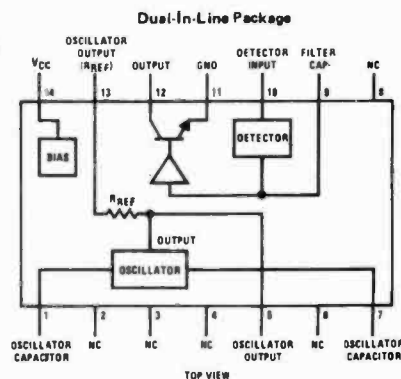 Dual-In-Line Package
VCC
OSCILLATOR
OUTPUT
(RREF)
OUTPUT
GND
DETECTOR
INPUT
FILTER
CAP-
NC
14
13
12
11
10
9
8
BIAS
DETECTOR
RREF
OUTPUT
OSCILLATOR
1
2
3
4
5
6
7
OSCILLATOR
CAPACITOR
NC
NC
NC
OSCILLATOR
OUTPUT
NC
OSCILLATOR
CAPACITOR
TOP VIEW